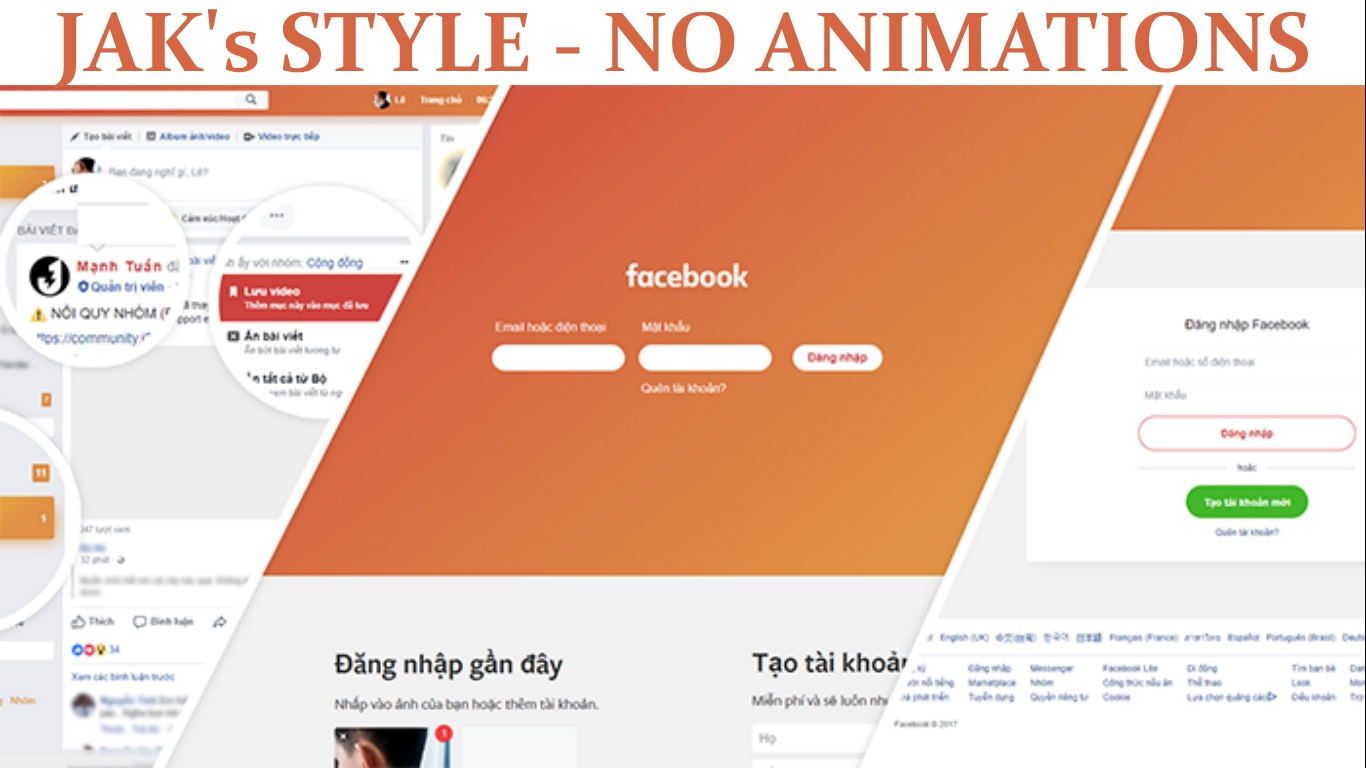 JAK's STYLE - NO ANIMATIONS
Lê Trang chủ
Tạo bài viết Album ảnh/video Video trực tiếp
Tin
Bạn đang nghĩ gì, Lê?
Cảm xúc/Hoạt
BÀI VIẾT
Mạnh Tuấn
Quản trị viên
NỘI QUY NHÓM
ttps://community
ấy với nhóm: Cộng đồng
Lưu video
Thêm mục này vào mục đã lưu
Ẩn bài viết
Ẩn bớt bài viết tương tự
tất cả từ Bộ
7
11
1
347 lượt xem
32 phút
Thích Bình luận
34
Xem các bình luận trước
Nhóm
facebook
Email hoặc điện thoại Mật khẩu
Đăng nhập
Quên tài khoản?
Đăng nhập gần đây
Nhấp vào ảnh của bạn hoặc thêm tài khoản.
1
Tạo tài khoản
Miễn phí và sẽ luôn
Họ
Đăng nhập Facebook
Email hoặc số điện thoại
Mật khẩu
Đăng nhập
hoặc
Tạo tài khoản mới
Quên tài khoản?
English (UK) 中文(台灣) 한국어 日本語 Français (France) ภาษาไทย Español Português (Brasil) Deuts
Đăng nhập Messenger Facebook Lite Di động Tìm bạn bè
nổi tiếng Marketplace Nhóm Công thức nấu ăn Thể thao Look
phát triển Tuyển dụng Quyền riêng tư Cookie Lựa chọn quảng cáo Điều khoản
Facebook © 2017